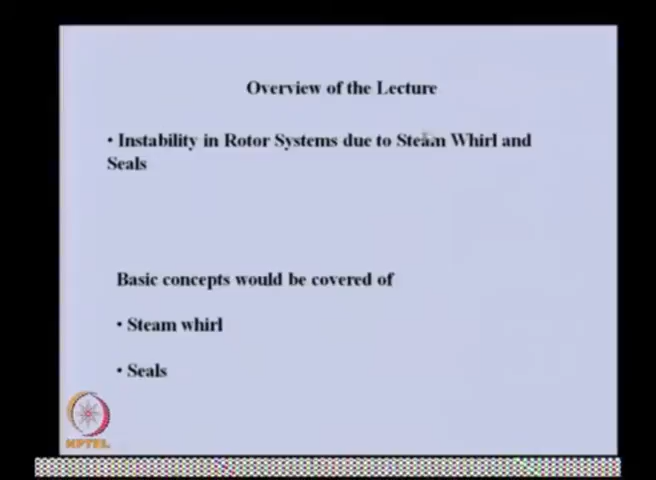 Overview of the Lecture
• Instability in Rotor Systems due to Steam Whirl and
Seals
Basic concepts would be covered of
• Steam whirl
• Seals
NPTEL